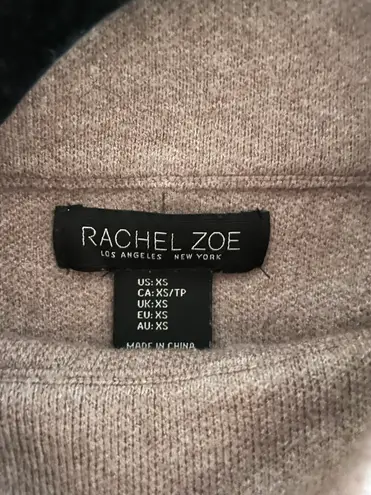 RACHEL ZOE
LOS ANGELES NEW YORK
US: XS
CA: XS/TP
UK: XS
EU: XS
AU: XS
MADE IN CHINA